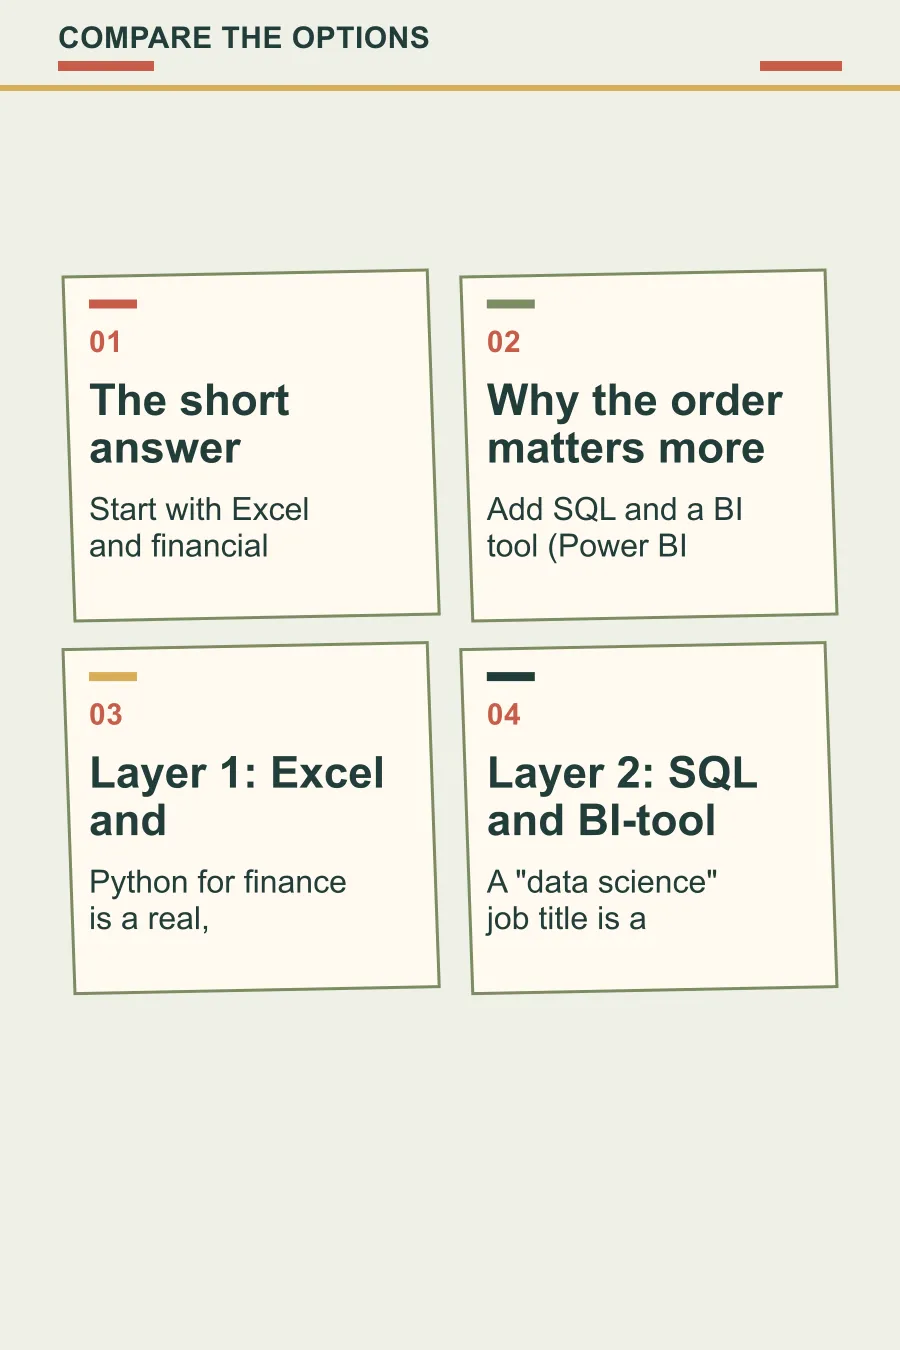 COMPARE THE OPTIONS
01
The short
answer
Start with Excel
and financial
02
Why the order
matters more
Add SQL and a BI
tool (Power BI
03
Layer 1: Excel
and
Python for finance
is a real,
04
Layer 2: SQL
and BI-tool
A "data science"
job title is a